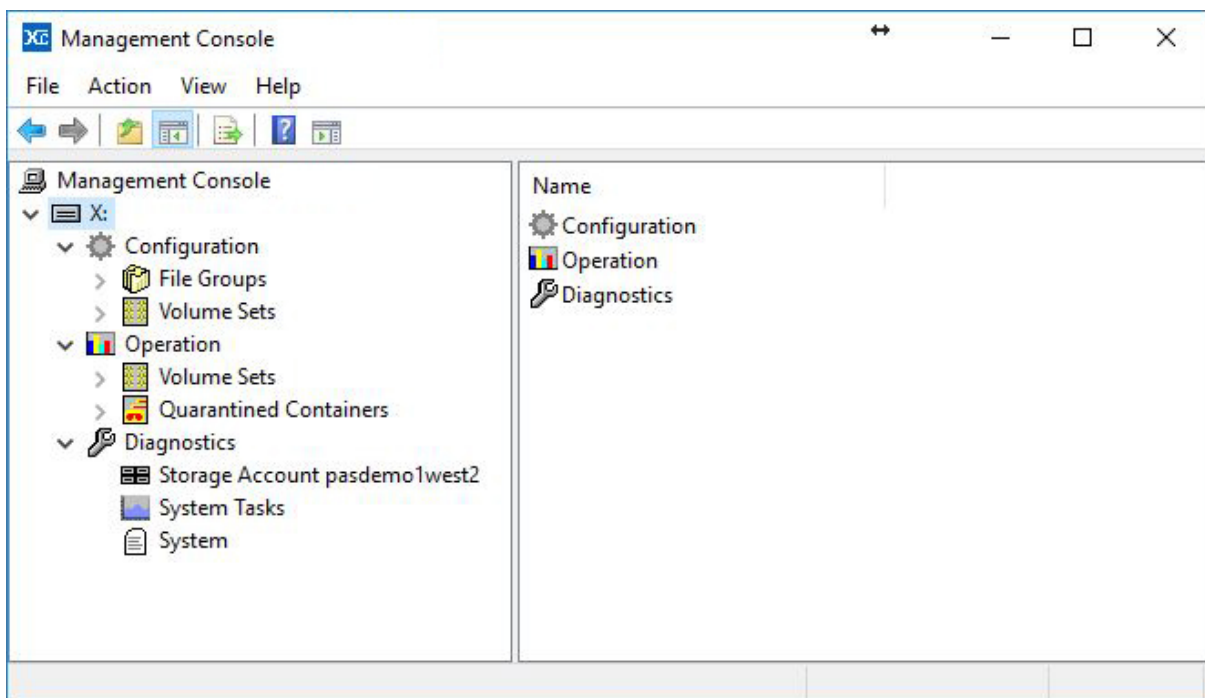 XC Management Console
File Action View Help
Management Console
X:
Configuration
File Groups
Volume Sets
Operation
Volume Sets
Quarantined Containers
Diagnostics
Storage Account pasdemo1west2
System Tasks
System
Name
Configuration
Operation
Diagnostics